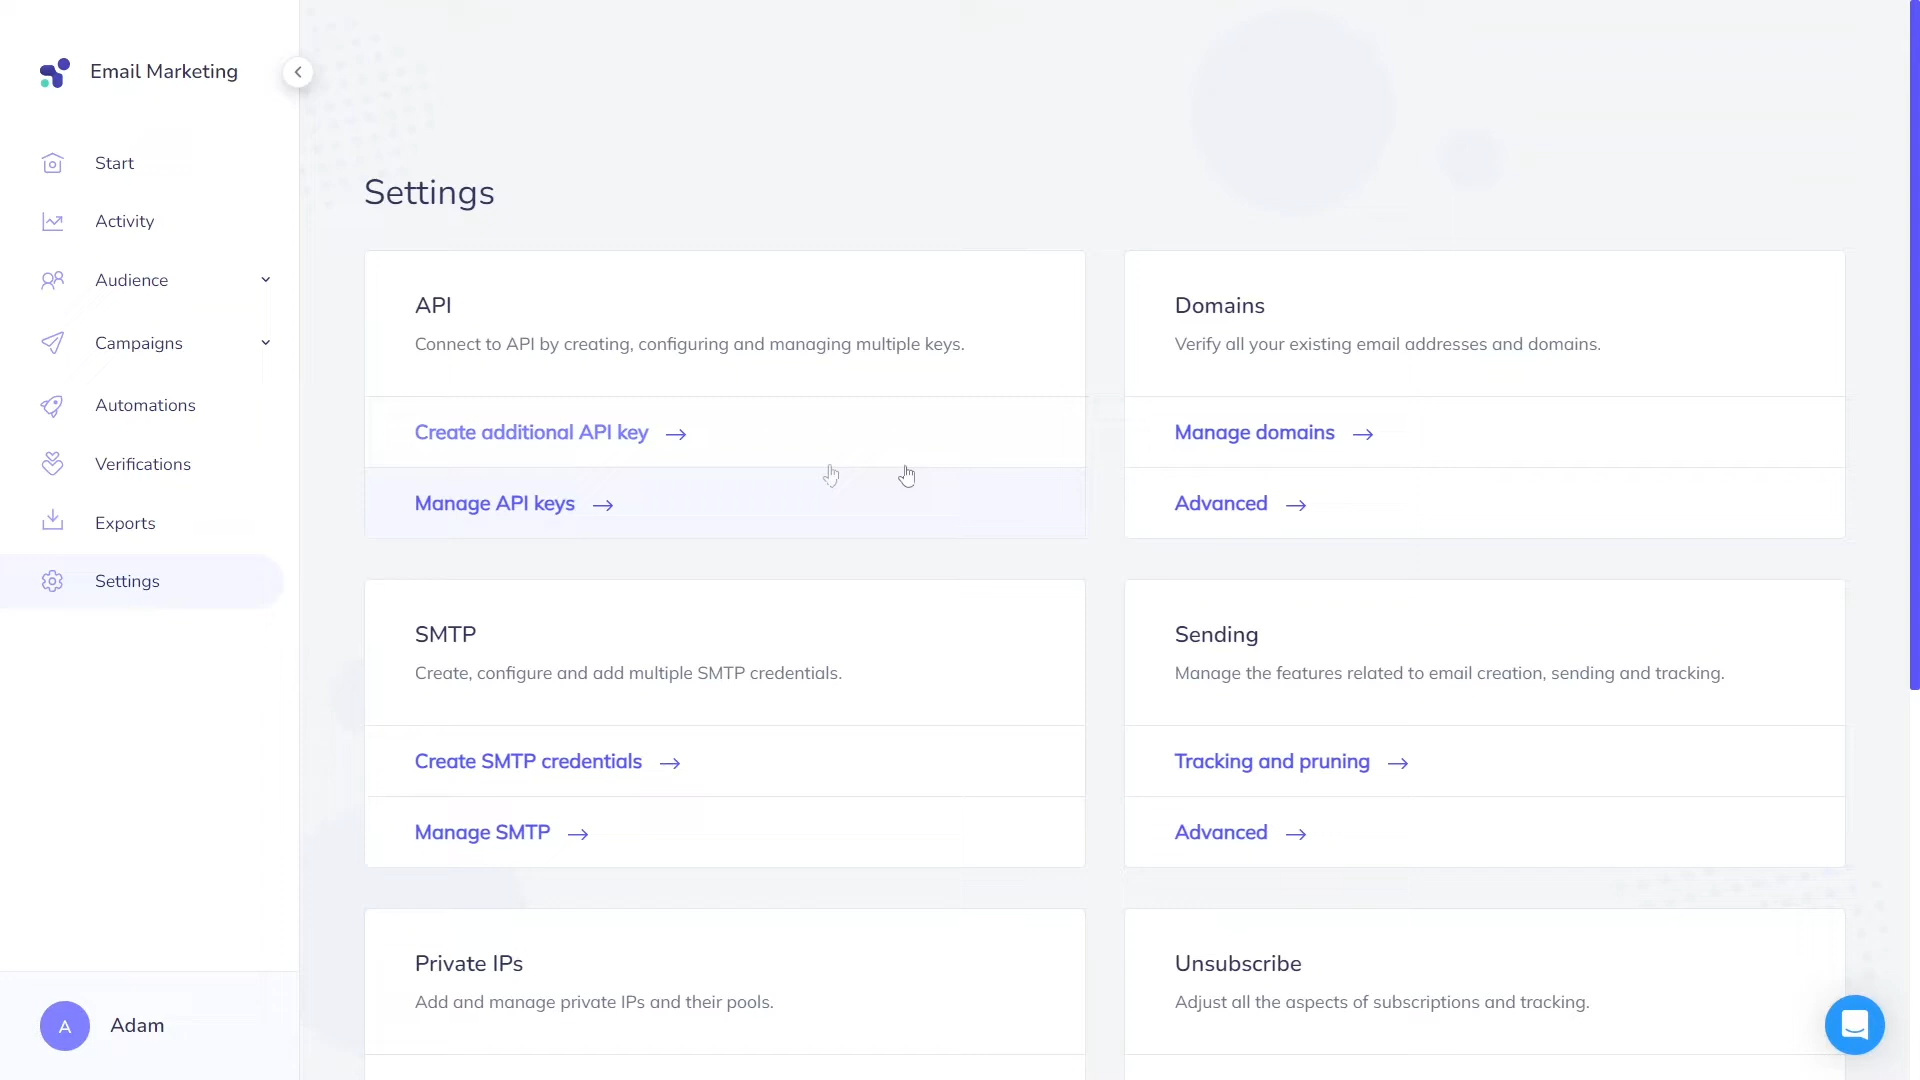 Email Marketing
Start
Activity
Audience
Campaigns
Automations
Verifications
Exports
Settings
A
Adam
Settings
API
Connect to API by creating, configuring and managing multiple keys.
Create additional API key
Manage API keys
Domains
Verify all your existing email addresses and domains.
Manage domains
Advanced
SMTP
Create, configure and add multiple SMTP credentials.
Create SMTP credentials
Manage SMTP
Sending
Manage the features related to email creation, sending and tracking.
Tracking and pruning
Advanced
Private IPs
Add and manage private IPs and their pools.
Unsubscribe
Adjust all the aspects of subscriptions and tracking.